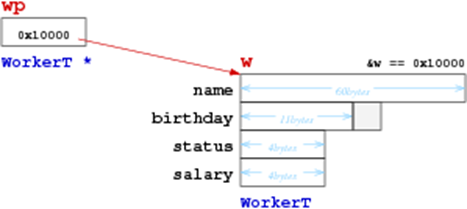 wp
0x10000
WorkerT *
w &w == 0x10000
name 60bytes
birthday 11bytes
status 4bytes
salary 4bytes
WorkerT